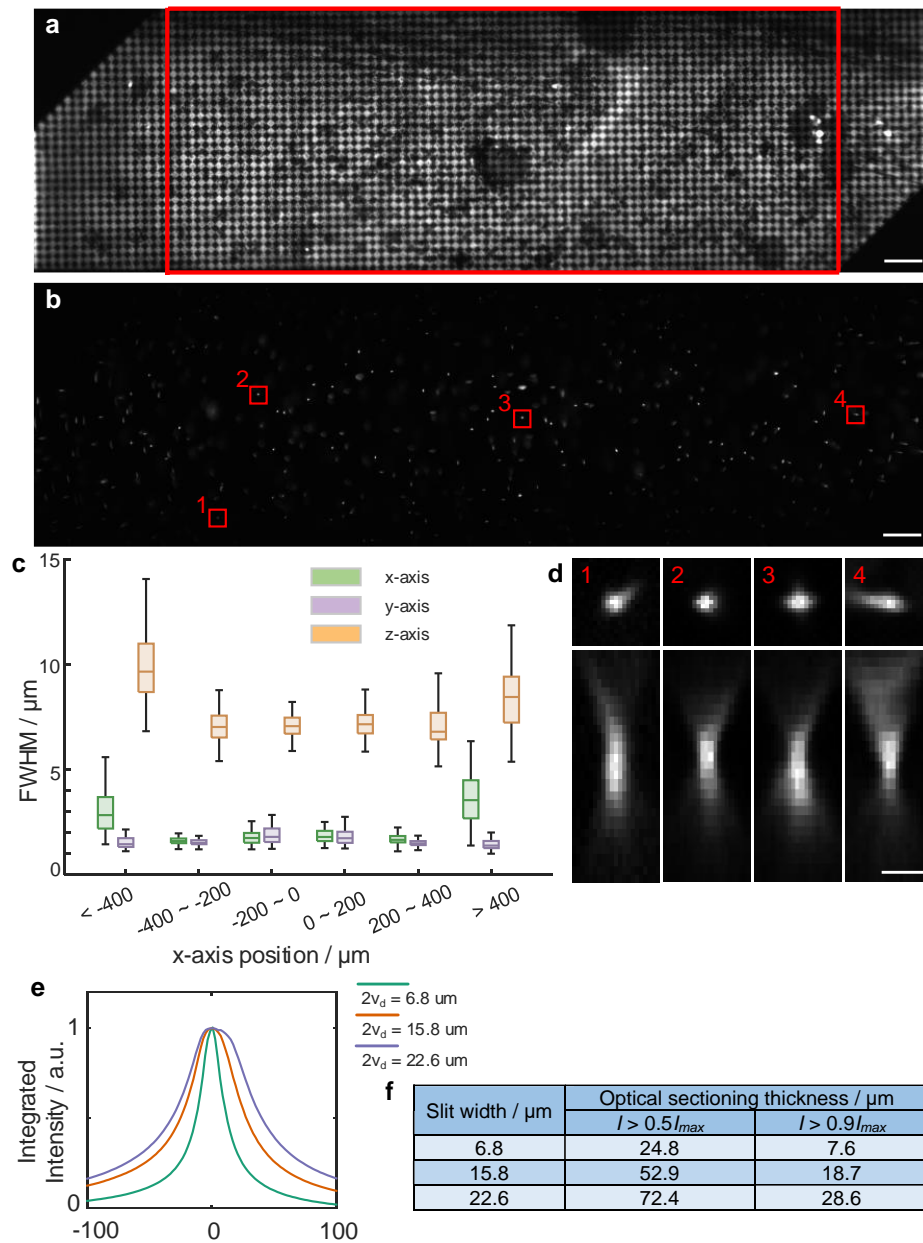 a
b
2
3
4
1
c
15
10
5
0
FWHM / µm
x-axis
y-axis
z-axis
< -400
-400 ~ -200
-200 ~ 0
0 ~ 200
200 ~ 400
> 400
x-axis position / µm
d
1
2
3
4
e
1
0
Integrated
Intensity / a.u.
-100
0
100
2v_d = 6.8 um
2v_d = 15.8 um
2v_d = 22.6 um
f
Slit width / µm
Optical sectioning thickness / µm
I > 0.5I_max
I > 0.9I_max
6.8 24.8 7.6
15.8 52.9 18.7
22.6 72.4 28.6